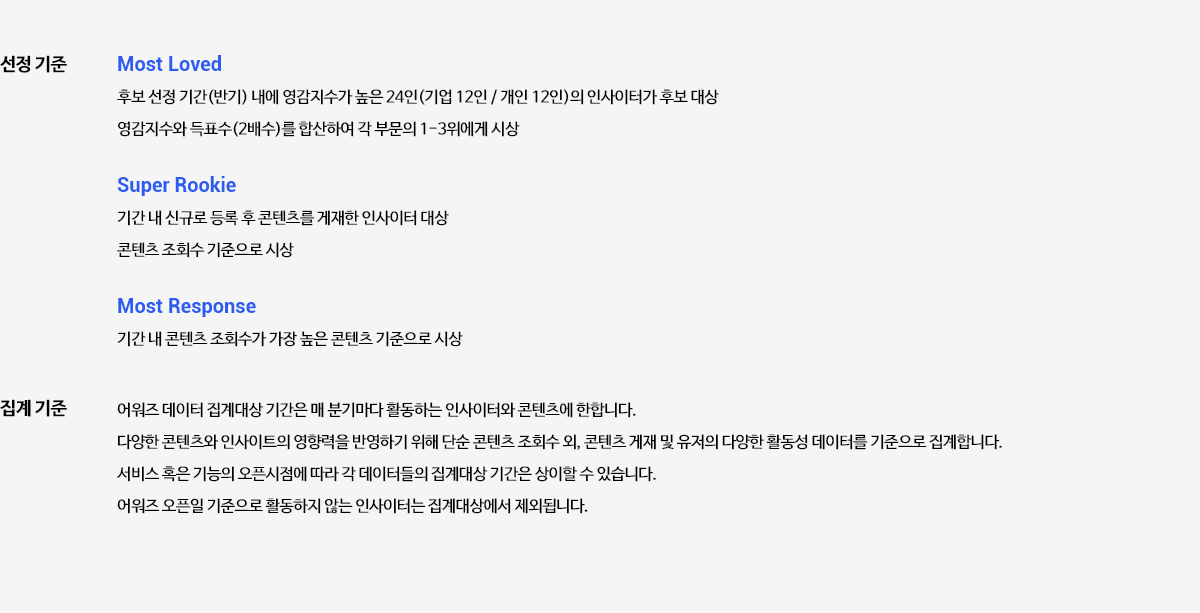 선정 기준
Most Loved
후보 선정 기간(반기) 내에 영감지수가 높은 24인(기업 12인 / 개인 12인)의 인사이터가 후보 대상
영감지수와 득표수(2배수)를 합산하여 각 부문의 1-3위에게 시상
Super Rookie
기간 내 신규로 등록 후 콘텐츠를 게재한 인사이터 대상
콘텐츠 조회수 기준으로 시상
Most Response
기간 내 콘텐츠 조회수가 가장 높은 콘텐츠 기준으로 시상
집계 기준
어워즈 데이터 집계대상 기간은 매 분기마다 활동하는 인사이터와 콘텐츠에 한합니다.
다양한 콘텐츠와 인사이트의 영향력을 반영하기 위해 단순 콘텐츠 조회수 외, 콘텐츠 게재 및 유저의 다양한 활동성 데이터를 기준으로 집계합니다.
서비스 혹은 기능의 오픈시점에 따라 각 데이터들의 집계대상 기간은 상이할 수 있습니다.
어워즈 오픈일 기준으로 활동하지 않는 인사이터는 집계대상에서 제외됩니다.